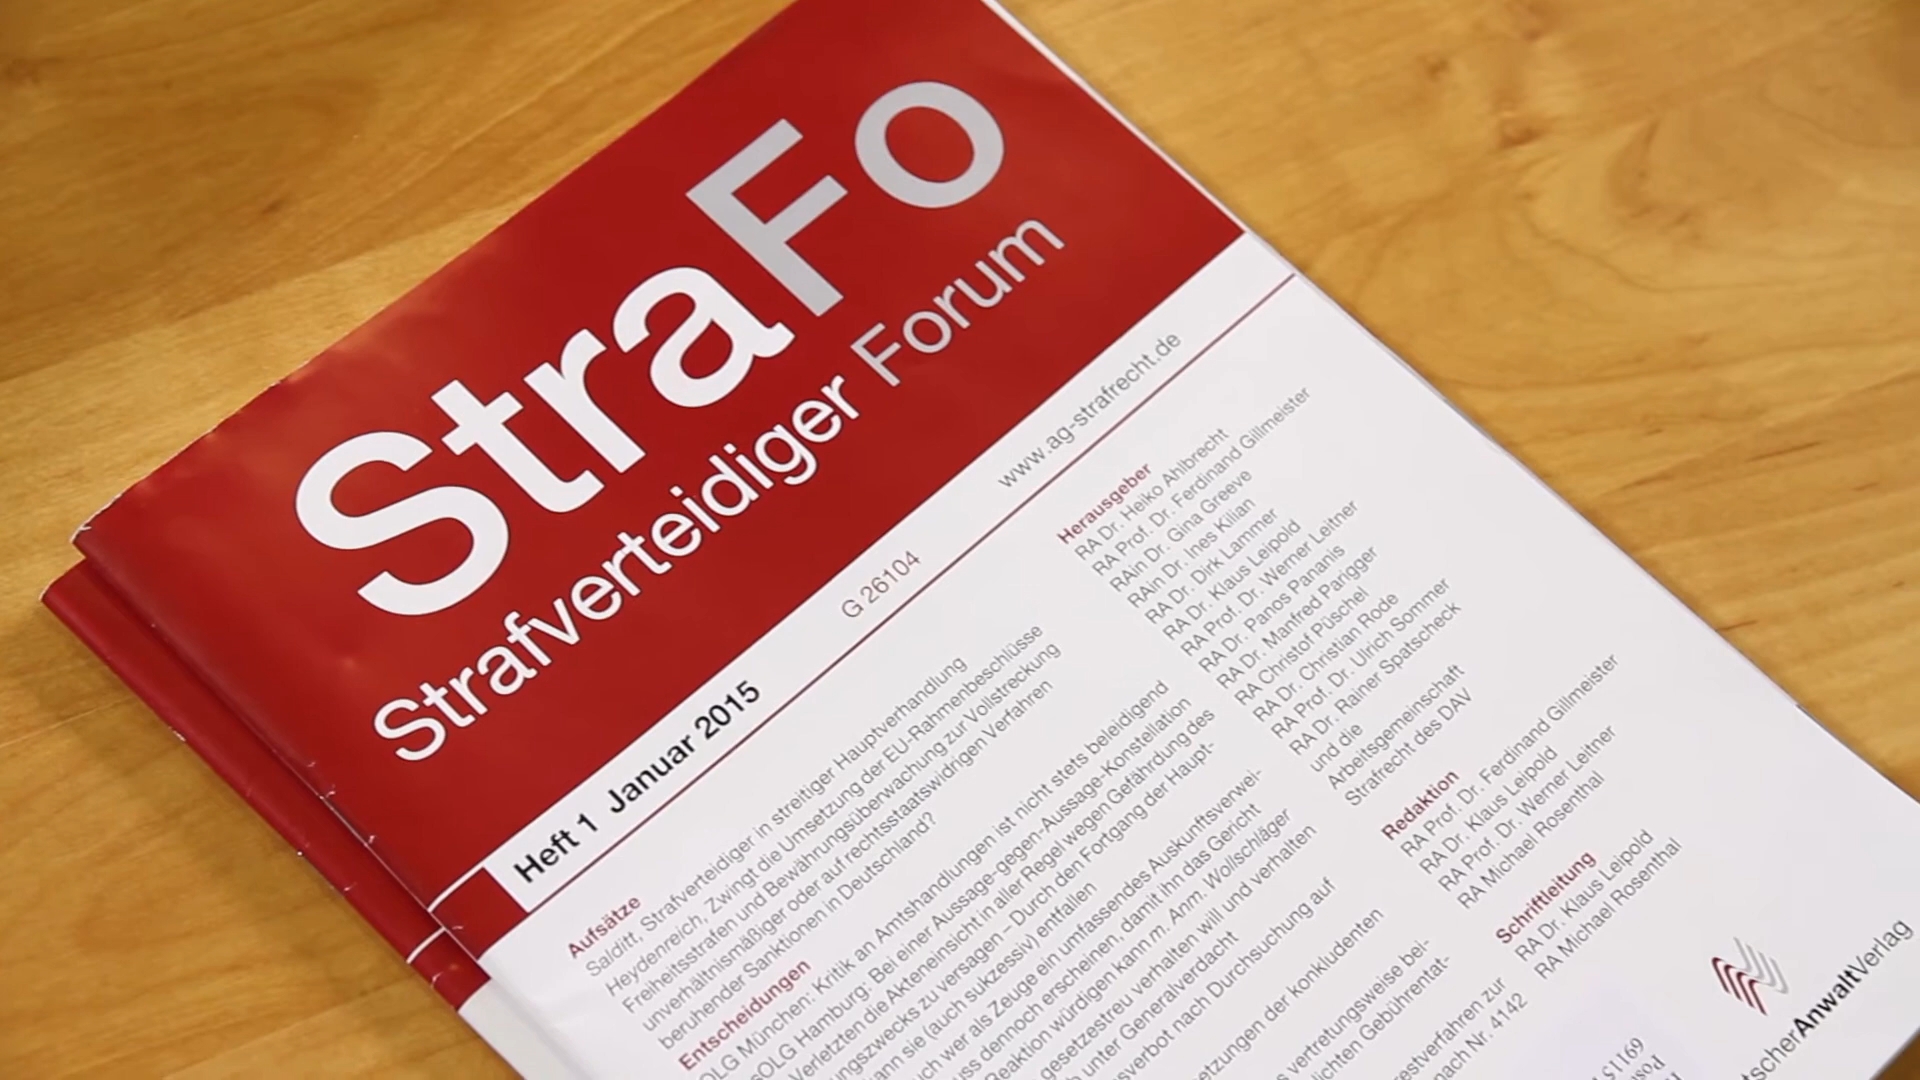 StraFo
Strafverteidiger Forum
www.ag-strafrecht.de
Heft 1 Januar 2015
G 26104
Aufsätze
Salditt, Strafverteidiger in streitiger Hauptverhandlung
Heydenreich, Zwingt die Umsetzung der EU-Rahmenbeschlüsse
Freiheitsstrafen und Bewährungsüberwachung zur Vollstreckung
unverhältnismäßiger oder auf rechtsstaatswidrigen Verfahren
beruhender Sanktionen in Deutschland?
Entscheidungen
OLG München: Kritik an Amtshandlungen ist nicht stets beleidigend
OLG Hamburg: Bei einer Aussage-gegen-Aussage-Konstellation
Verletzten die Akteneinsicht in aller Regel wegen Gefährdung des
zu versagen – Durch den Fortgang der Haupt-
kann sie (auch sukzessiv) entfallen
wer als Zeuge ein umfassendes Auskunftsverwei-
dennoch erscheinen, damit ihn das Gericht
Reaktion würdigen kann m. Anm. Wollschläger
gesetzestreu verhalten will und verhalten
unter Generalverdacht
nach Durchsuchung auf
der konkludenten
vertretungsweise bei-
Gebührentat-
zur
nach Nr. 4142
Herausgeber
RA Dr. Heiko Ahlbrecht
RA Prof. Dr. Ferdinand Gillmeister
RAin Dr. Gina Greeve
RAin Dr. Ines Kilian
RA Dr. Dirk Lammer
RA Dr. Klaus Leipold
RA Prof. Dr. Werner Leitner
RA Dr. Panos Pananis
RA Dr. Manfred Parigger
RA Christof Püschel
RA Dr. Christian Rode
RA Prof. Dr. Ulrich Sommer
RA Dr. Rainer Spatscheck
und die
Arbeitsgemeinschaft
Strafrecht des DAV
Redaktion
RA Prof. Dr. Ferdinand Gillmeister
RA Dr. Klaus Leipold
RA Prof. Dr. Werner Leitner
RA Michael Rosenthal
Schriftleitung
RA Dr. Klaus Leipold
RA Michael Rosenthal
AnwaltVerlag